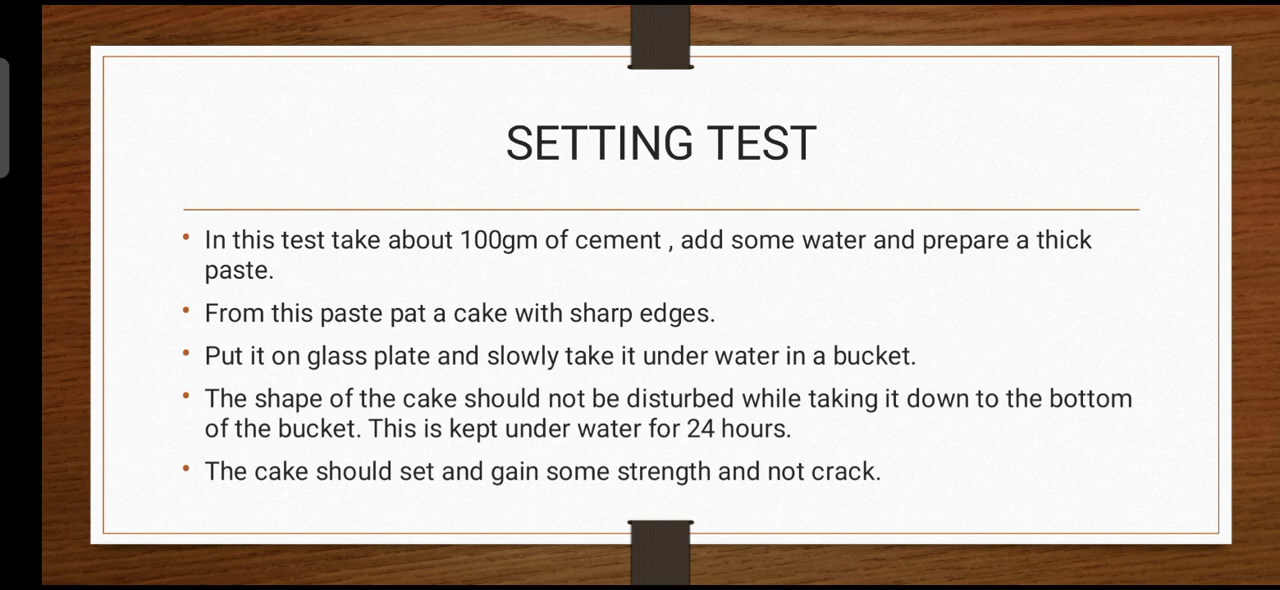 SETTING TEST
• In this test take about 100gm of cement , add some water and prepare a thick
paste.
• From this paste pat a cake with sharp edges.
• Put it on glass plate and slowly take it under water in a bucket.
• The shape of the cake should not be disturbed while taking it down to the bottom
of the bucket. This is kept under water for 24 hours.
• The cake should set and gain some strength and not crack.